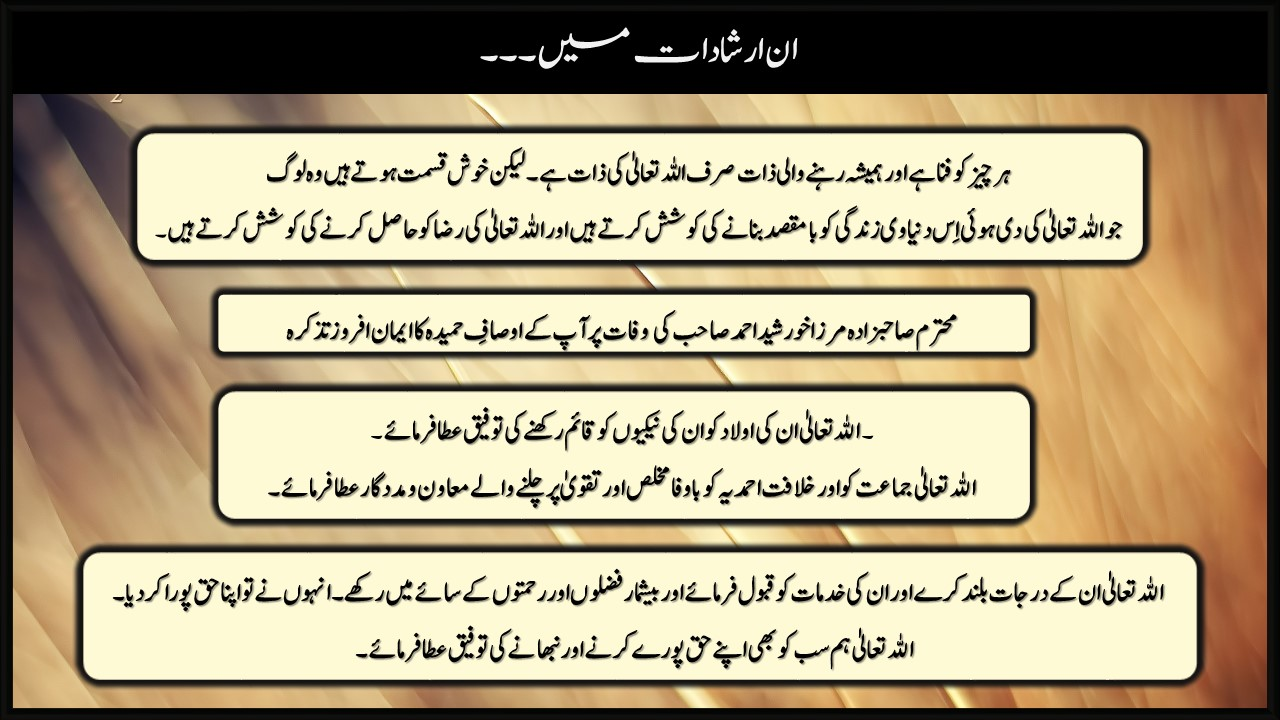 ان ارشادات میں۔۔۔
2
ہر چیز کو فنا ہے اور ہمیشہ رہنے والی ذات صرف اللہ تعالیٰ کی ذات ہے۔ لیکن خوش قسمت ہوتے ہیں وہ لوگ
جو اللہ تعالیٰ کی دی ہوئی اِس دنیاوی زندگی کو بامقصد بنانے کی کوشش کرتے ہیں اور اللہ تعالیٰ کی رضا کو حاصل کرنے کی کوشش کرتے ہیں۔
محترم صاحبزادہ مرزا خورشید احمد صاحب کی وفات پر آپ کے اوصافِ حمیدہ کا ایمان افروز تذکرہ
۔اللہ تعالیٰ ان کی اولاد کو ان کی نیکیوں کو قائم رکھنے کی توفیق عطا فرمائے۔
اللہ تعالیٰ جماعت کو اور خلافت احمدیہ کو باوفا مخلص اور تقویٰ پر چلنے والے معاون و مددگار عطا فرمائے۔
اللہ تعالیٰ ان کے درجات بلند کرے اور ان کی خدمات کو قبول فرمائے اور بیشمار فضلوں اور رحمتوں کے سائے میں رکھے۔ انہوں نے تو اپنا حق پورا کر دیا۔
اللہ تعالیٰ ہم سب کو بھی اپنے حق پورے کرنے اور نبھانے کی توفیق عطا فرمائے۔